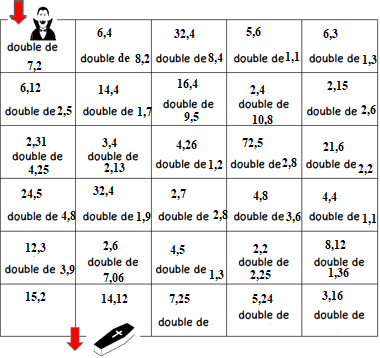 double de
7,2
6,4
double de 8,2
32,4
double de 8,4
5,6
double de 1,1
6,3
double de 1,3
6,12
double de 2,5
14,4
double de 1,7
16,4
double de
9,5
2,4
double de
10,8
2,15
double de 2,6
2,31
double de
4,25
3,4
double de
2,13
4,26
double de 1,2
72,5
double de 2,8
21,6
double de
2,2
24,5
double de 4,8
32,4
double de 1,9
2,7
double de 2,8
4,8
double de 3,6
4,4
double de 1,1
12,3
double de 3,9
2,6
double de
7,06
4,5
double de
1,3
2,2
double de
2,25
8,12
double de
1,36
15,2
14,12
7,25
double de
5,24
double de
3,16
double de